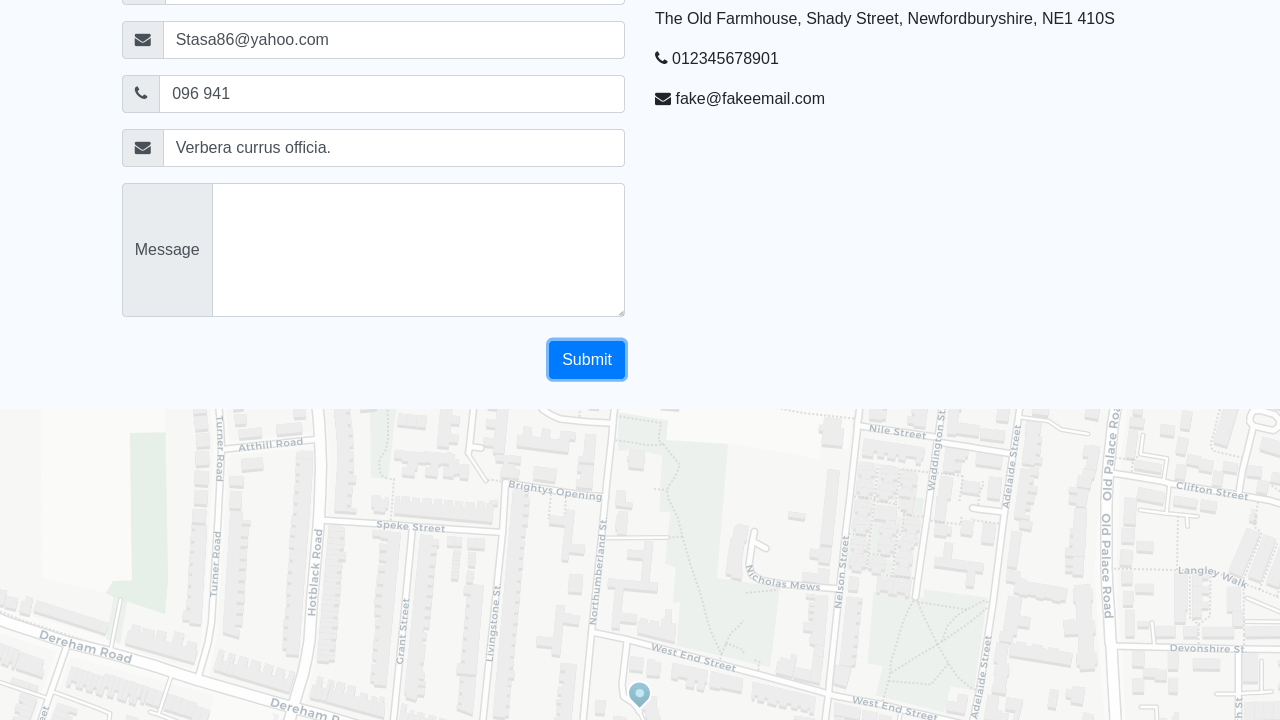 The Old Farmhouse, Shady Street, Newfordburyshire, NE1 410S
Stasa86@yahoo.com
012345678901
096 941
fake@fakeemail.com
Verbera currus officia.
Message
Submit
Turner Road
Atthill Road
Nile Street
Waddington St
Adelaide Street
Old Palace Road
Brightys Opening
Clifton Street
Speke Street
Northumberland St
Old Palace Road
Turner Road
Hotblack Road
Nelson Street
Nicholas Mews
Langley Walk
Grant Street
Livingstone St
Dereham Road
West End Street
Adelaide Street
Devonshire St
West End Street
Dereham R